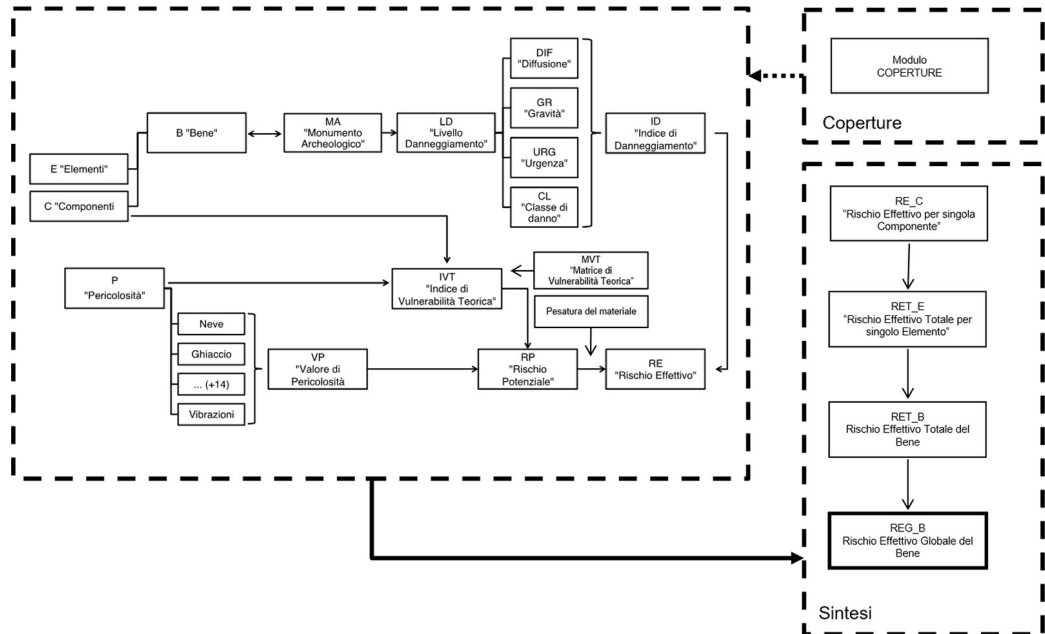 DIF
"Diffusione"
GR
"Gravità"
URG
"Urgenza"
CL
"Classe di
danno"
B "Bene"
MA
"Monumento
Archeologico"
LD
"Livello
Danneggiamento"
ID
"Indice di
Danneggiamento"
E "Elementi"
C "Componenti
P
"Pericolosità"
IVT
"Indice di
Vulnerabilità Teorica"
MVT
"Matrice di
Vulnerabilità Teorica"
Pesatura del materiale
Neve
Ghiaccio
... (+14)
Vibrazioni
VP
"Valore di
Pericolosità
RP
"Rischio
Potenziale"
RE
"Rischio Effettivo"
Modulo
COPERTURE
Coperture
RE_C
"Rischio Effettivo per singola
Componente"
RET_E
"Rischio Effettivo Totale per
singolo Elemento"
RET_B
Rischio Effettivo Totale del
Bene
REG_B
Rischio Effettivo Globale del
Bene
Sintesi